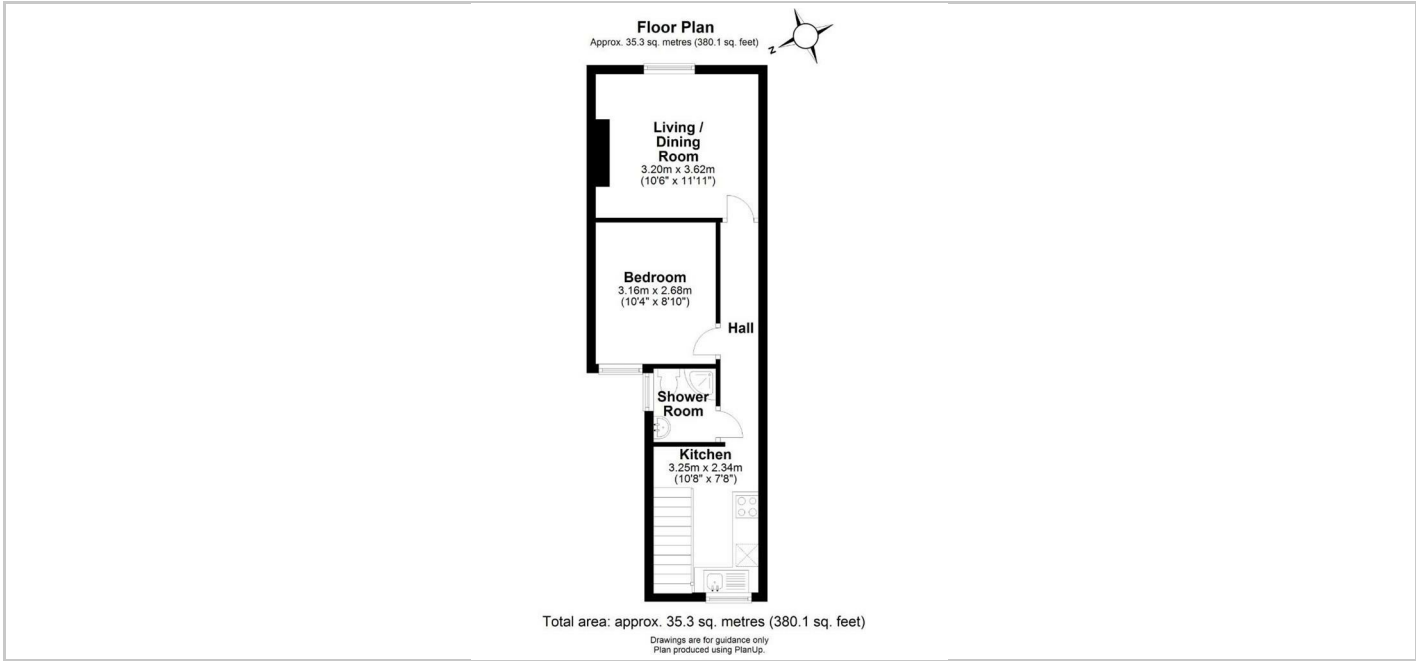 Floor Plan
Approx. 35.3 sq. metres (380.1 sq. feet)
N
Living /
Dining
Room
3.20m x 3.62m
(10'6" x 11'11")
Bedroom
3.16m x 2.68m
(10'4" x 8'10")
Hall
Shower
Room
Kitchen
3.25m x 2.34m
(10'8" x 7'8")
Total area: approx. 35.3 sq. metres (380.1 sq. feet)
Drawings are for guidance only
Plan produced using PlanUp.